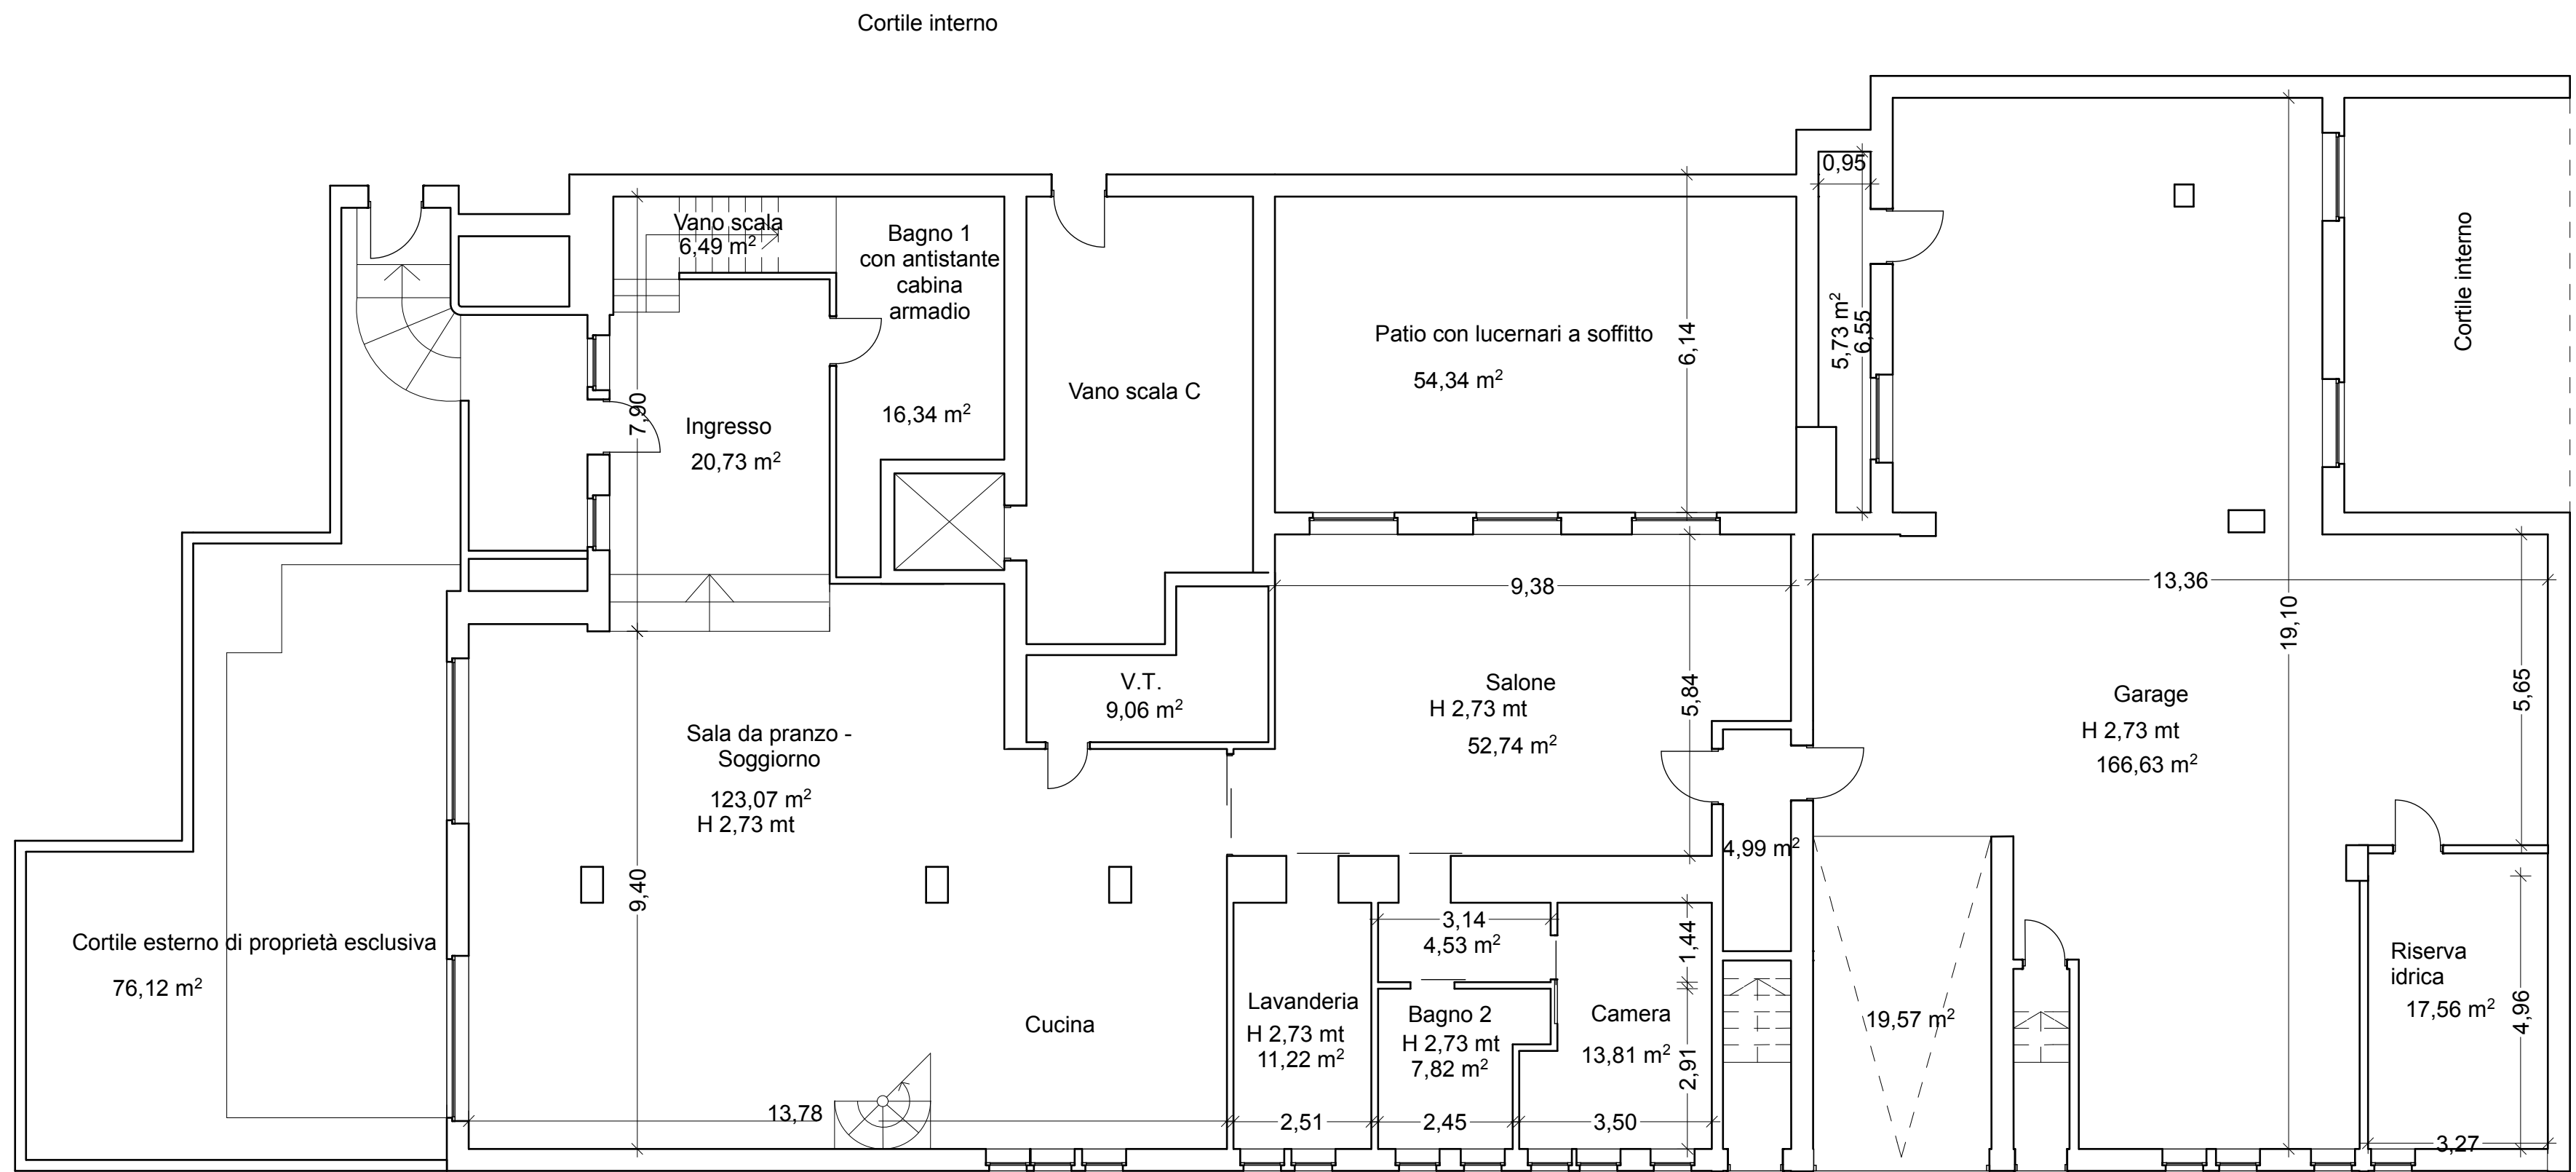 Cortile interno
0,95
Vano scala
6,49 m²
Bagno 1
con antistante
cabina
armadio
16,34 m²
7,90
Ingresso
20,73 m²
Vano scala C
Patio con lucernari a soffitto
54,34 m²
6,14
5,73 m²
6,55
Cortile interno
9,38
13,36
19,10
5,65
V.T.
9,06 m²
Salone
H 2,73 mt
52,74 m²
5,84
Garage
H 2,73 mt
166,63 m²
Sala da pranzo -
Soggiorno
123,07 m²
H 2,73 mt
9,40
4,99 m²
Cortile esterno di proprietà esclusiva
76,12 m²
3,14
4,53 m²
1,44
Cucina
Lavanderia
H 2,73 mt
11,22 m²
Bagno 2
H 2,73 mt
7,82 m²
Camera
13,81 m²
2,91
19,57 m²
Riserva
idrica
17,56 m²
4,96
13,78
2,51
2,45
3,50
3,27